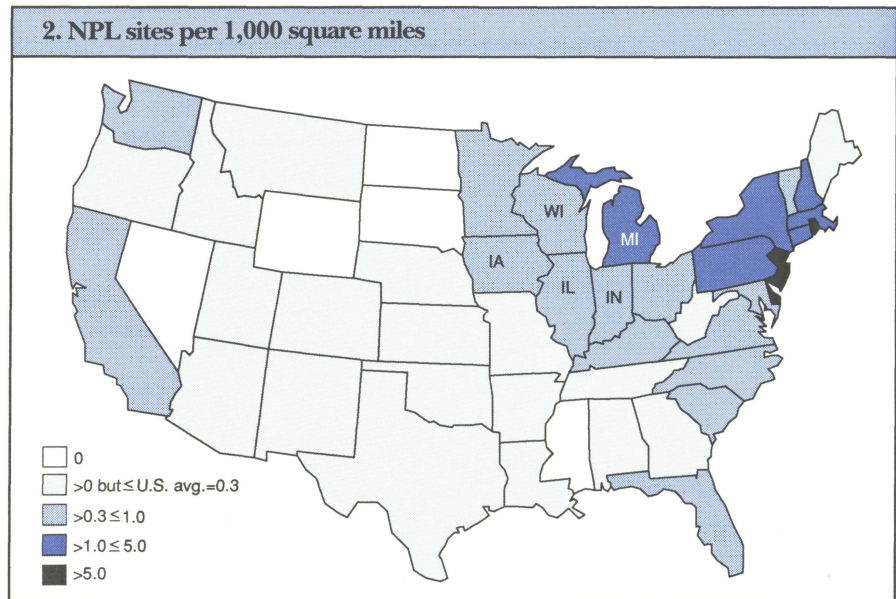 2. NPL sites per 1,000 square miles
WI
MI
IA
IL
IN
0
>0 but≤U.S. avg.=0.3
>0.3≤1.0
>1.0≤5.0
>5.0